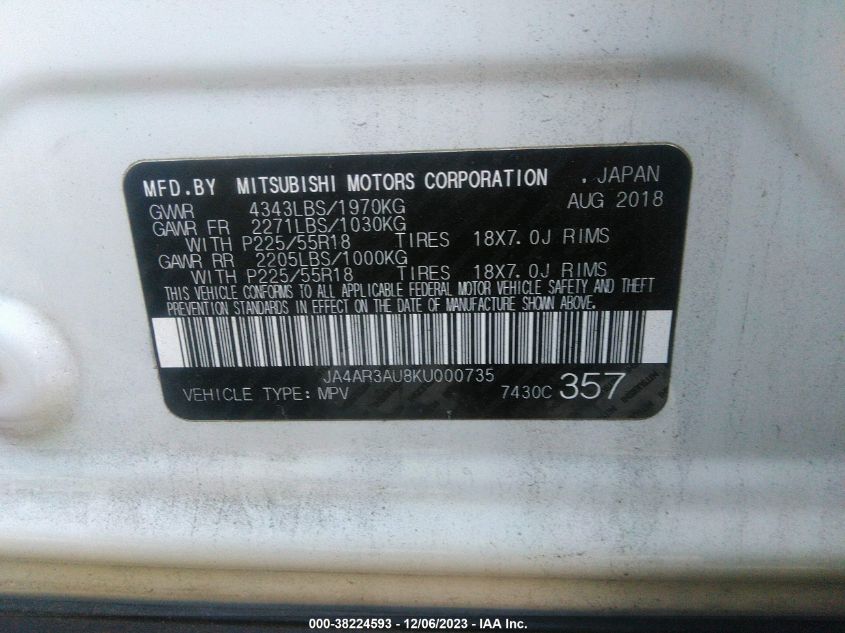 MFD.BY MITSUBISHI MOTORS CORPORATION .JAPAN
GVWR 4343LBS/1970KG AUG 2018
GAWR FR 2271LBS/1030KG
WITH P225/55R18 TIRES 18X7.0J RIMS
GAWR RR 2205LBS/1000KG
WITH P225/55R18 TIRES 18X7.0J RIMS
THIS VEHICLE CONFORMS TO ALL APPLICABLE FEDERAL MOTOR VEHICLE SAFETY AND THEFT
PREVENTION STANDARDS IN EFFECT ON THE DATE OF MANUFACTURE SHOWN ABOVE.
JA4AR3AU8KU000735
VEHICLE TYPE: MPV 7430C 357
000-38224593 - 12/06/2023 - IAA Inc.